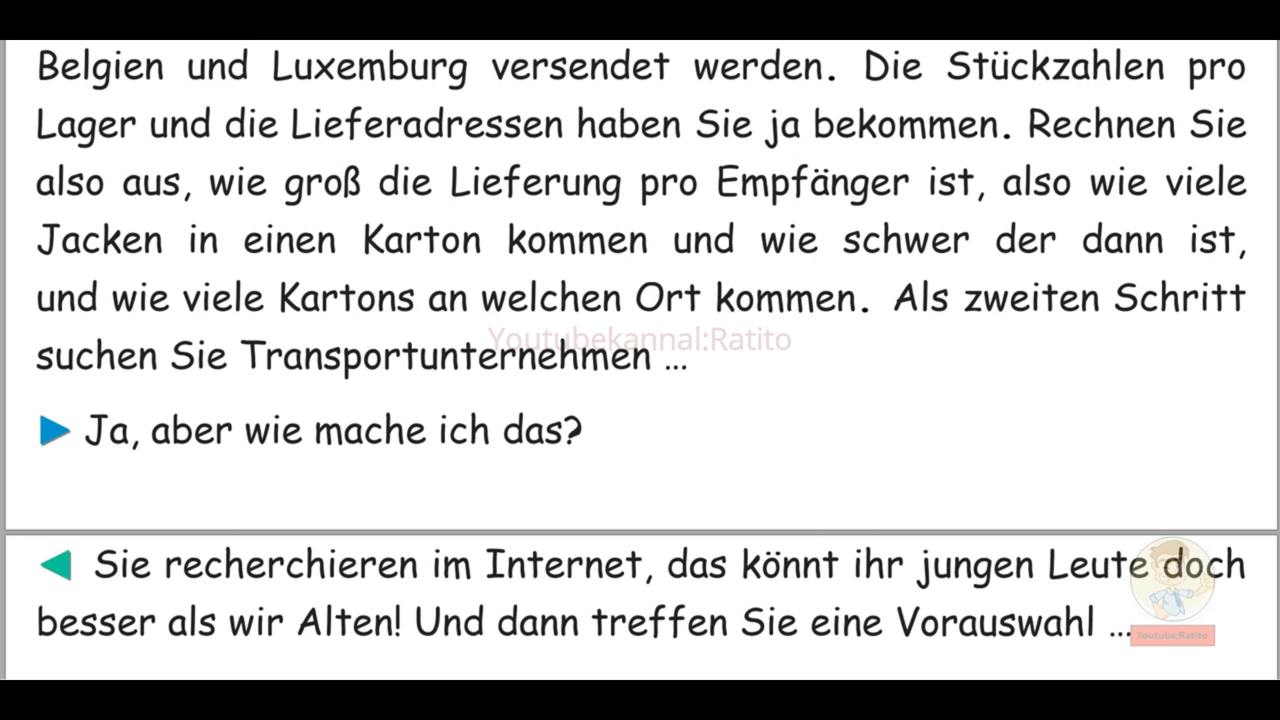 Belgien und Luxemburg versendet werden. Die Stückzahlen pro
Lager und die Lieferadressen haben Sie ja bekommen. Rechnen Sie
also aus, wie groß die Lieferung pro Empfänger ist, also wie viele
Jacken in einen Karton kommen und wie schwer der dann ist,
und wie viele Kartons an welchen Ort kommen. Als zweiten Schritt
Youtubekannal:Ratito
suchen Sie Transportunternehmen ...
Ja, aber wie mache ich das?
Sie recherchieren im Internet, das könnt ihr jungen Leute doch
besser als wir Alten! Und dann treffen Sie eine Vorauswahl ...
Youtube:Ratito